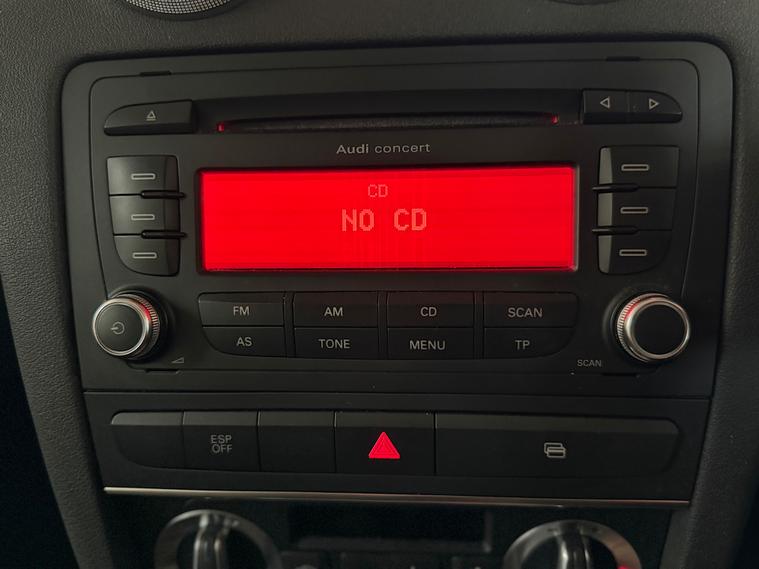 Audi concert
CD
NO CD
FM AM CD SCAN
AS TONE MENU TP
SCAN
ESP
OFF